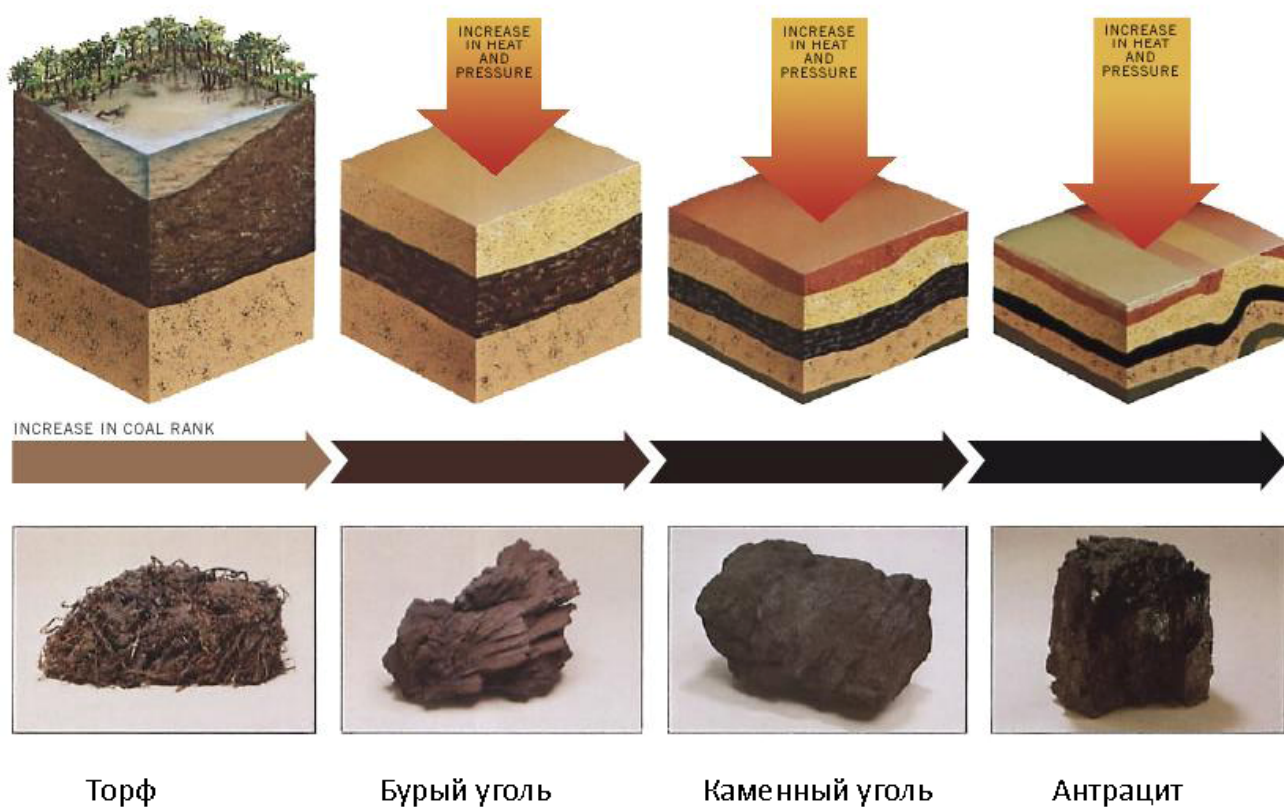 INCREASE
IN HEAT
AND
PRESSURE
INCREASE
IN HEAT
AND
PRESSURE
INCREASE
IN HEAT
AND
PRESSURE
INCREASE IN COAL RANK
Торф
Бурый уголь
Каменный уголь
Антрацит